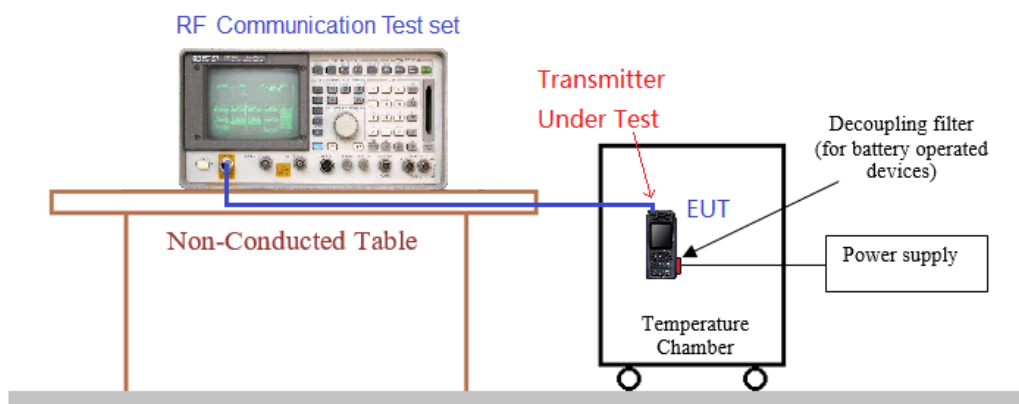 RF Communication Test set
Transmitter
Under Test
Decoupling filter
(for battery operated
devices)
EUT
Non-Conducted Table
Power supply
Temperature
Chamber